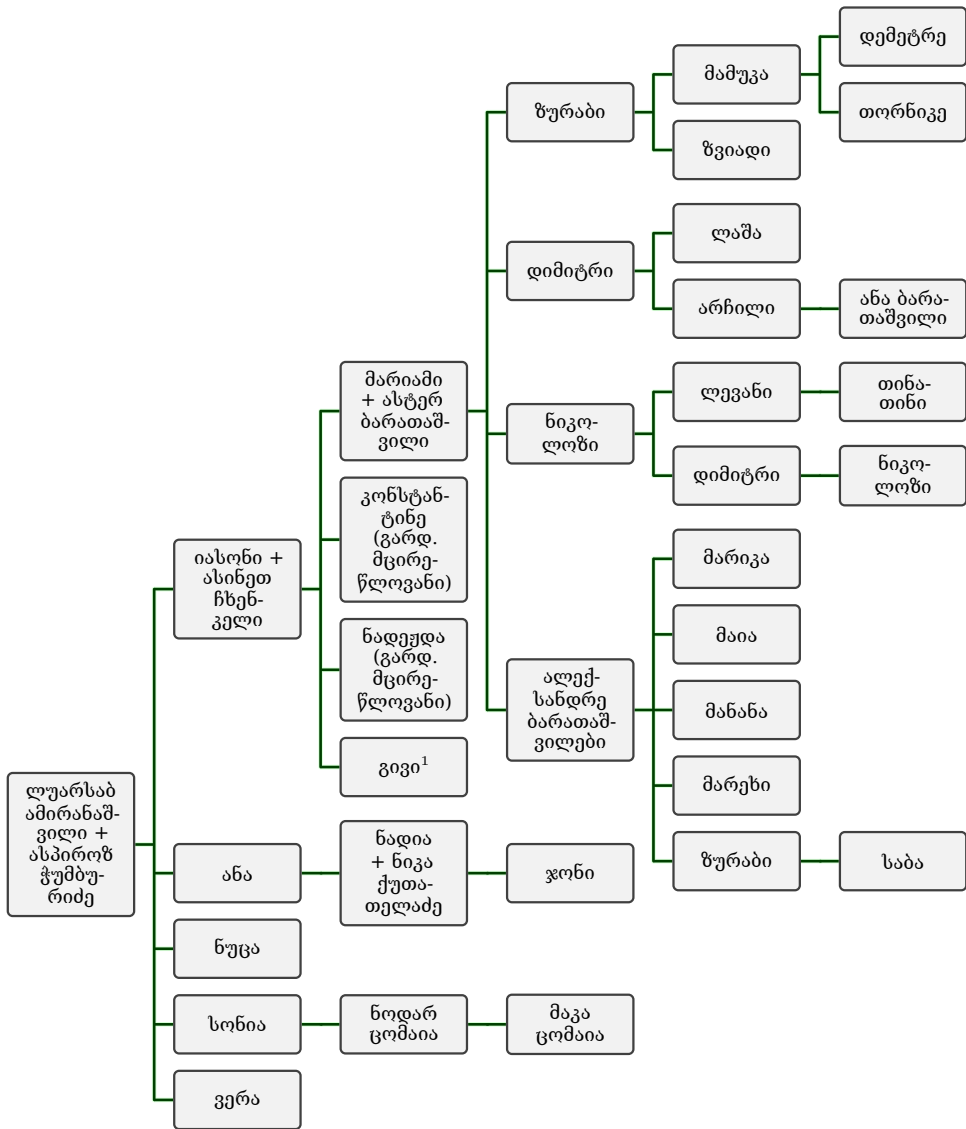 დემეტრე
მამუკა
თორნიკე
ზურაბი
ზვიადი
ლაშა
დიმიტრი
არჩილი
ანა ბარა-
თაშვილი
მარიამი
+ ასტერ
ბარათაშ-
ვილი
ლევანი
თინა-
თინი
ნიკო-
ლოზი
დიმიტრი
ნიკო-
ლოზი
კონსტან-
ტინე
(გარდ.
მცირე-
წლოვანი)
იასონი +
ასინეთ
ჩხენ-
კელი
მარიკა
მაია
ნადეჟდა
(გარდ.
მცირე-
წლოვანი)
ალექ-
სანდრე
ბარათაშ-
ვილები
მანანა
გივი¹
მარეხი
ლუარსაბ
ამირანაშ-
ვილი +
ასპიროზ
ჭუმბუ-
რიძე
ზურაბი
საბა
ანა
ნადია
+ ნიკა
ქუთა-
თელაძე
ჯონი
ნუცა
სონია
ნოდარ
ცომაია
მაკა
ცომაია
ვერა